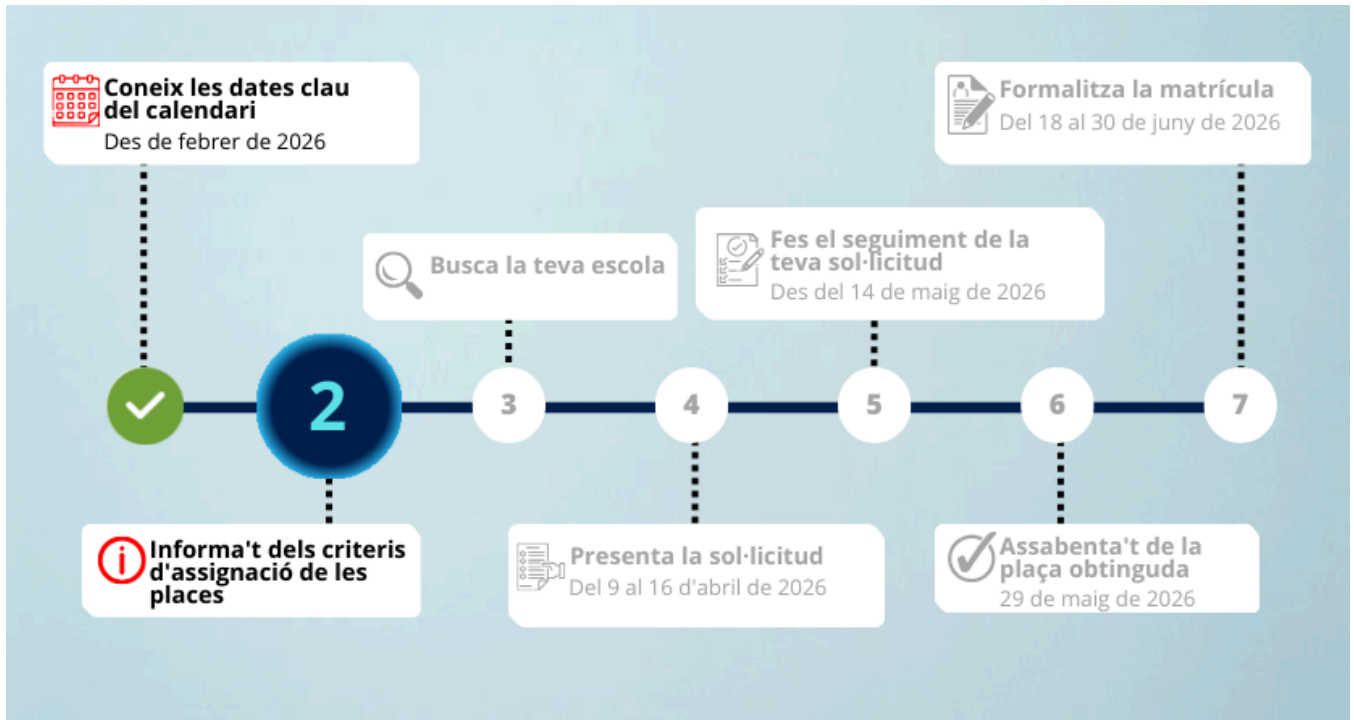 Coneix les dates clau
del calendari
Des de febrer de 2026
2
Informa't dels criteris
d'assignació de les
places
Busca la teva escola
3
4
Presenta la sol·licitud
Del 9 al 16 d'abril de 2026
Fes el seguiment de la
teva sol·licitud
Des del 14 de maig de 2026
5
6
Assabenta't de la
plaça obtinguda
29 de maig de 2026
Formalitza la matrícula
Del 18 al 30 de juny de 2026
7